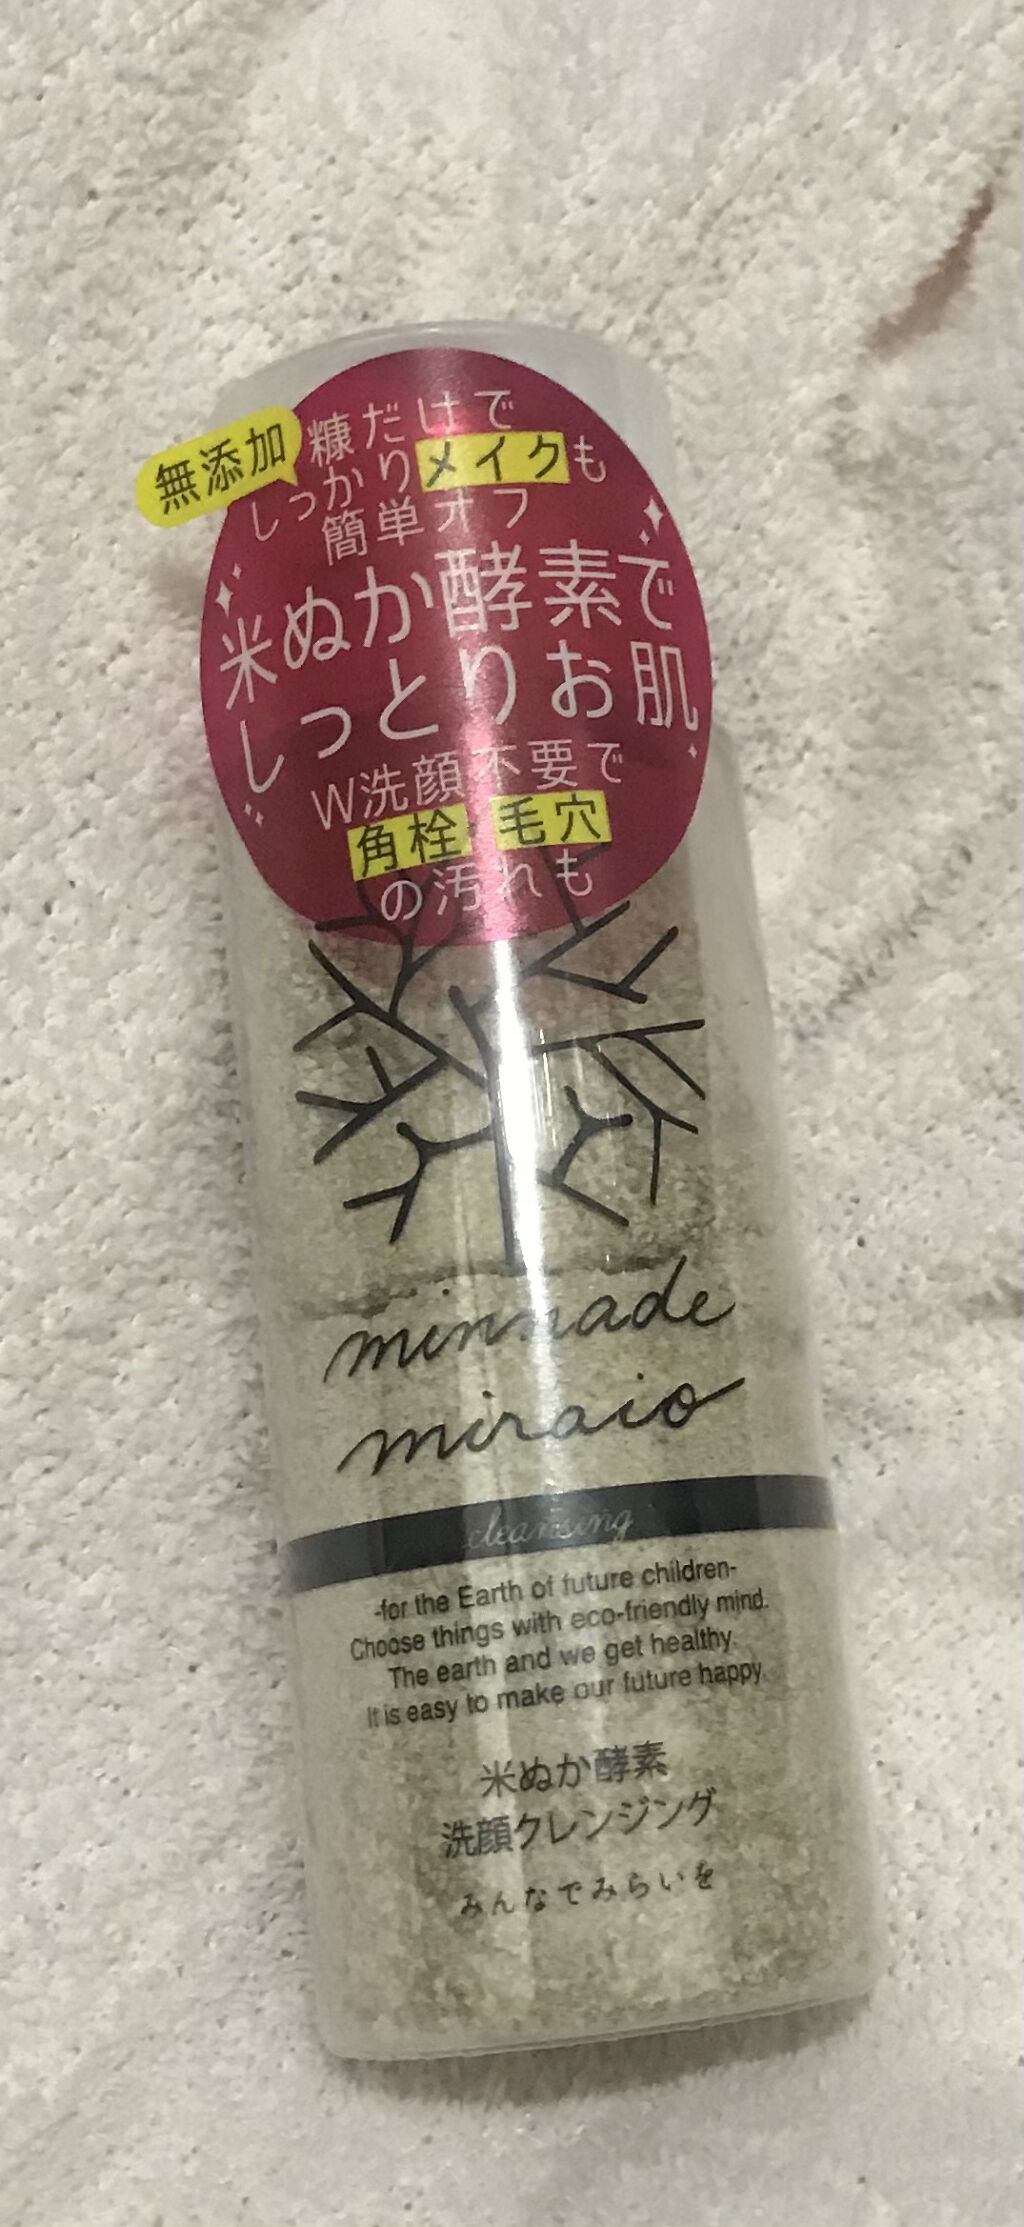 無添加
糠だけで
しっかりメイクも
簡単オフ
米ぬか酵素で
しっとりお肌
W洗顔不要で
角栓・毛穴
の汚れも
minnade
miraio
cleansing
-for the Earth of future children-
Choose things with eco-friendly mind.
The earth and we get healthy.
It is easy to make our future happy.
米ぬか酵素
洗顔クレンジング
みんなでみらいを